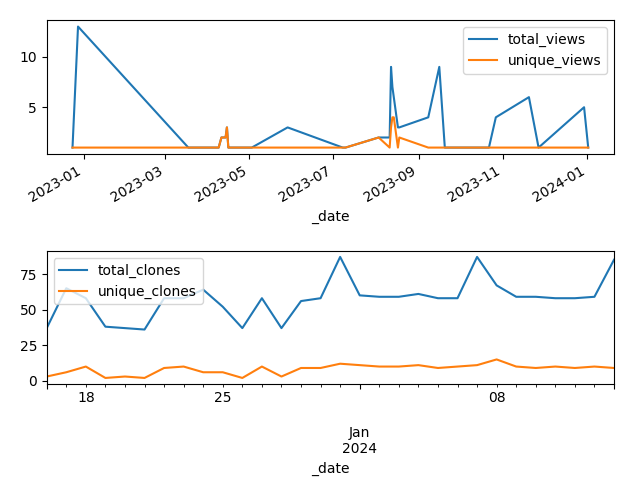 10
5
total_views
unique_views
2023-01
2023-03
2023-05
2023-07
2023-09
2023-11
2024-01
_date
75
50
25
0
total_clones
unique_clones
18
25
Jan
2024
08
_date